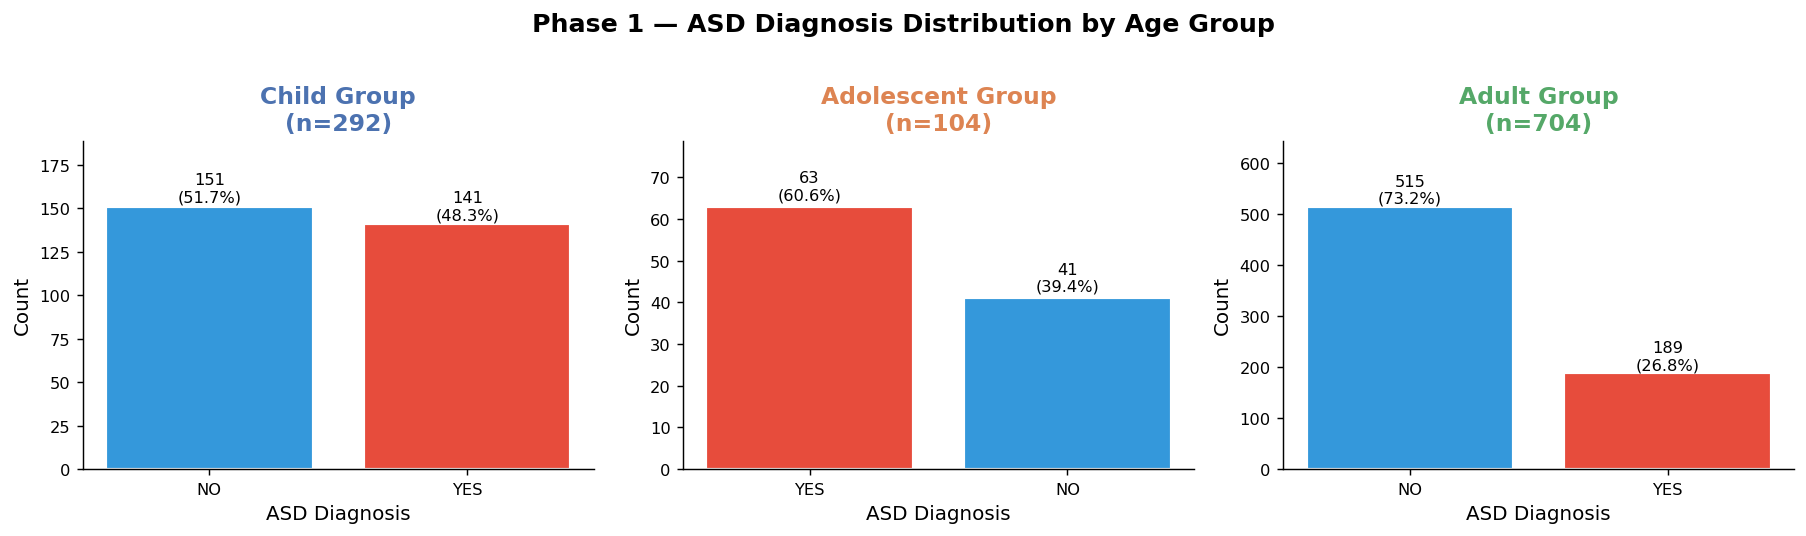 Phase 1 — ASD Diagnosis Distribution by Age Group
Child Group
(n=292)
175
150
125
100
75
50
25
0
Count
151
(51.7%)
141
(48.3%)
NO
YES
ASD Diagnosis
Adolescent Group
(n=104)
70
60
50
40
30
20
10
0
Count
63
(60.6%)
41
(39.4%)
YES
NO
ASD Diagnosis
Adult Group
(n=704)
600
500
400
300
200
100
0
Count
515
(73.2%)
189
(26.8%)
NO
YES
ASD Diagnosis